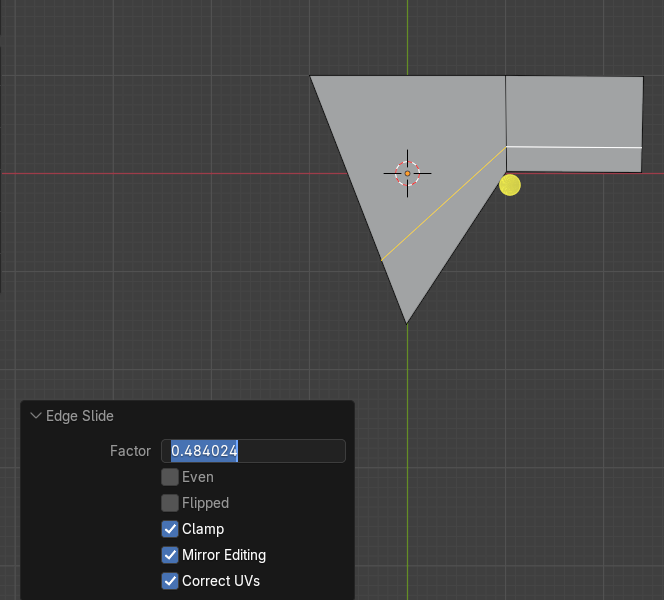 Edge Slide
Factor 0.484024
Even
Flipped
Clamp
Mirror Editing
Correct UVs